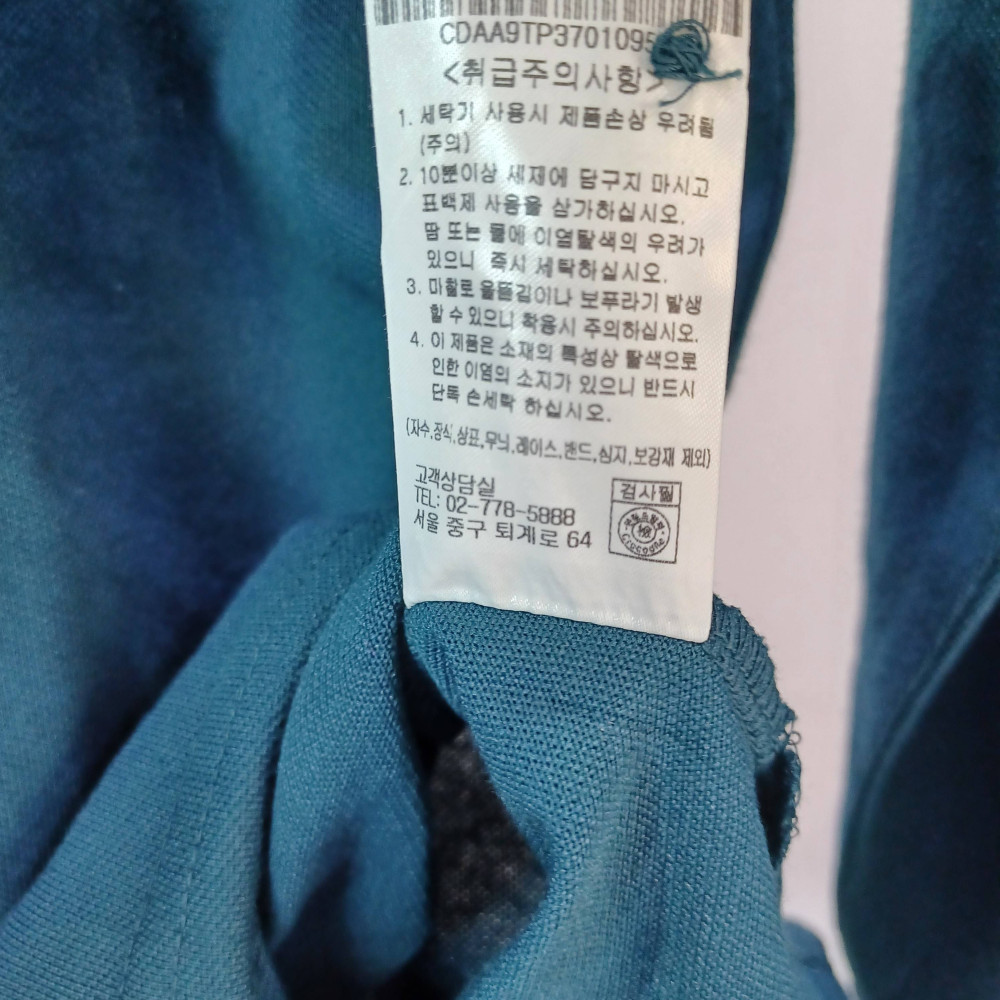 CDAA9TP3701095
<취급주의사항>
1. 세탁기 사용시 제품손상 우려됨
(주의)
2. 10분이상 세제에 담구지 마시고
표백제 사용을 삼가하십시오.
땀 또는 물에 이염탈색의 우려가
있으니 즉시 세탁하십시오.
3. 마찰로 올뜯김이나 보푸라기 발생
할 수 있으니 착용시 주의하십시오.
4. 이 제품은 소재의 특성상 탈색으로
인한 이염의 소지가 있으니 반드시
단독 손세탁 하십시오.
(자수,장식,상표,무늬,레이스,밴드,심지,보강재 제외)
고객상담실
TEL: 02-778-5888
서울 중구 퇴계로 64
검사필
Crocodile